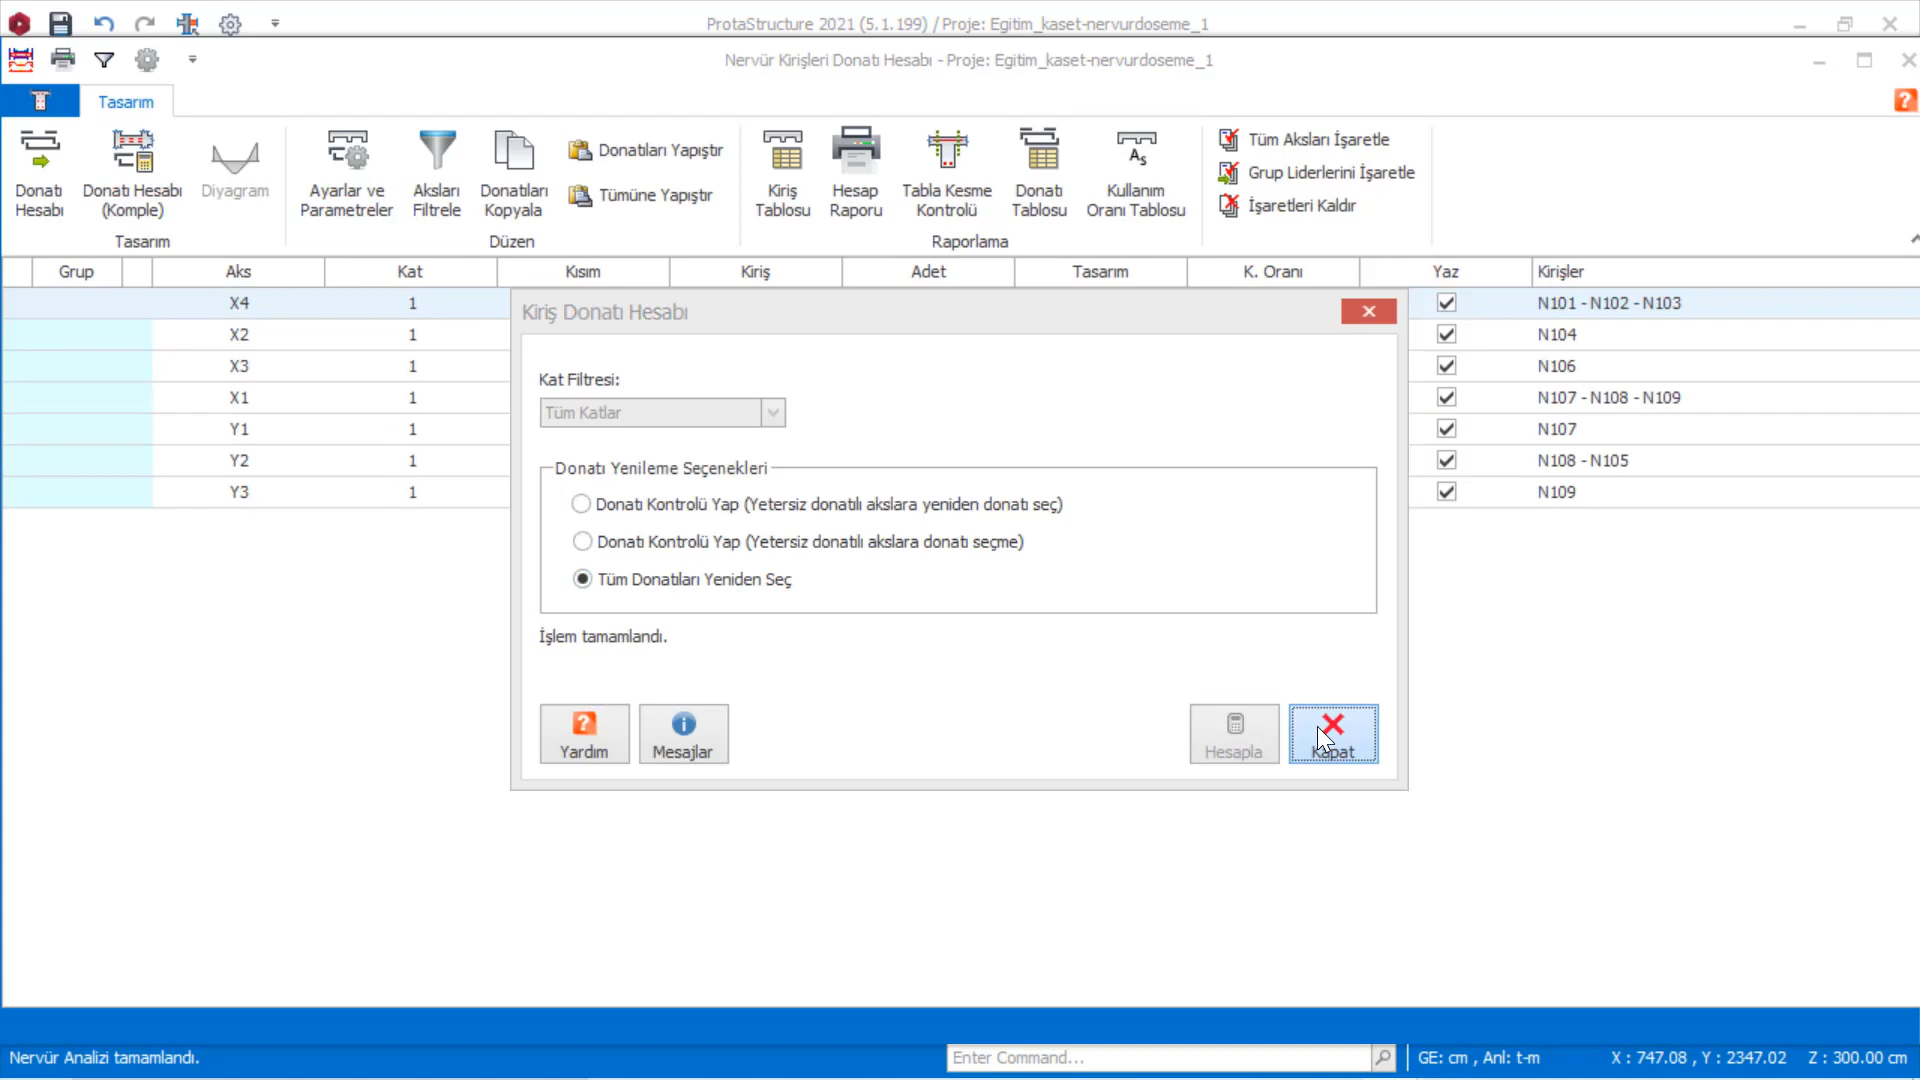 ProtaStructure 2021 (5.1.199) / Proje: Egitim_kaset-nervurdoseme_1
Nervür Kirişleri Donatı Hesabı - Proje: Egitim_kaset-nervurdoseme_1
Tasarım
Donatı Hesabı
Donatı Hesabı (Komple)
Diyagram
Tasarım
Ayarlar ve Parametreler
Aksları Filtrele
Donatıları Kopyala
Donatıları Yapıştır
Tümüne Yapıştır
Düzen
Kiriş Tablosu
Hesap Raporu
Tabla Kesme Kontrolü
Donatı Tablosu
As
Kullanım Oranı Tablosu
Raporlama
Tüm Aksları İşaretle
Grup Liderlerini İşaretle
İşaretleri Kaldır
Grup Aks Kat Kısım Kiriş Adet Tasarım K. Oranı Yaz Kirişler
X4 1 N101 - N102 - N103
X2 1 N104
X3 1 N106
X1 1 N107 - N108 - N109
Y1 1 N107
Y2 1 N108 - N105
Y3 1 N109
Kiriş Donatı Hesabı
Kat Filtresi:
Tüm Katlar
Donatı Yenileme Seçenekleri
Donatı Kontrolü Yap (Yetersiz donatılı akslara yeniden donatı seç)
Donatı Kontrolü Yap (Yetersiz donatılı akslara donatı seçme)
Tüm Donatıları Yeniden Seç
İşlem tamamlandı.
Yardım
Mesajlar
Hesapla
Kapat
Nervür Analizi tamamlandı.
Enter Command...
GE: cm , Anl: t-m
X : 747.08 , Y : 2347.02
Z : 300.00 cm